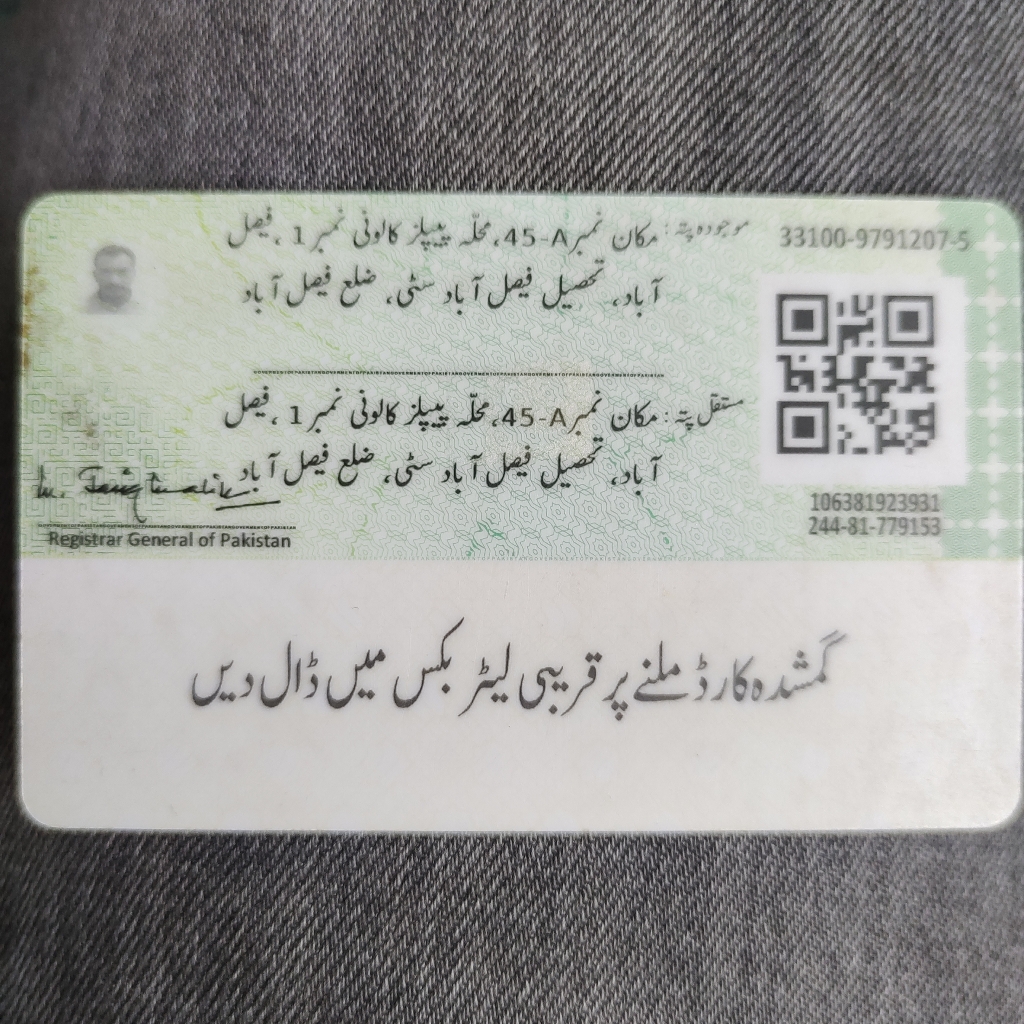 33100-9791207-5
موجودہ پتہ: مکان نمبر 45-A، محلّہ پیپلز کالونی نمبر 1، فیصل
آباد، تحصیل فیصل آباد سٹی، ضلع فیصل آباد
مستقل پتہ: مکان نمبر 45-A، محلّہ پیپلز کالونی نمبر 1، فیصل
آباد، تحصیل فیصل آباد سٹی، ضلع فیصل آباد
106381923931
244-81-779153
Registrar General of Pakistan
گمشدہ کارڈ ملنے پر قریبی لیٹر بکس میں ڈال دیں